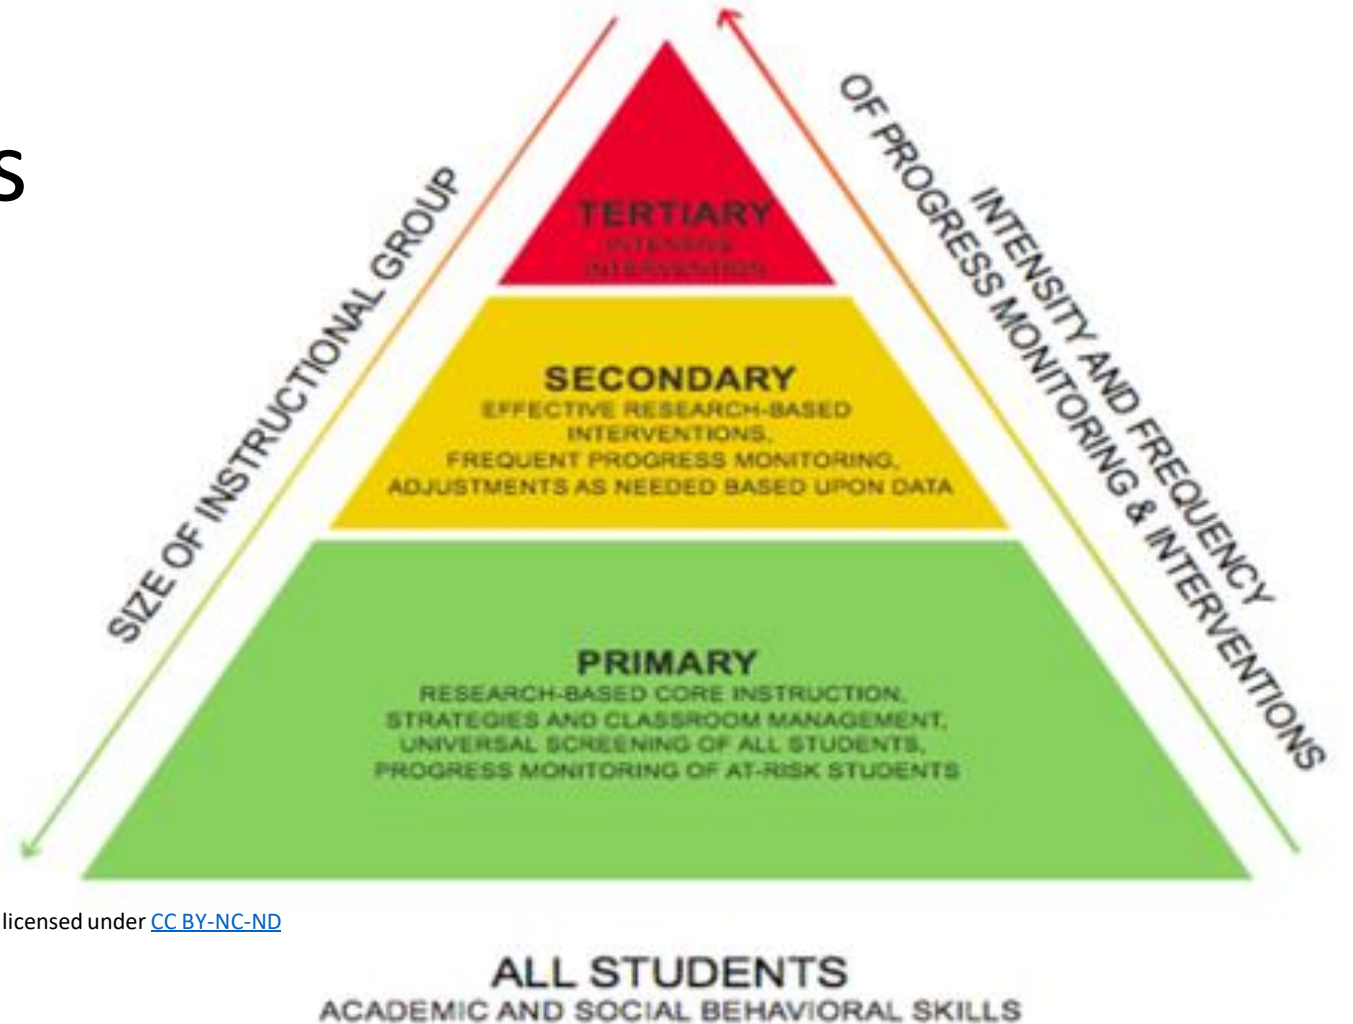 S
SIZE OF INSTRUCTIONAL GROUP
INTENSITY AND FREQUENCY
OF PROGRESS MONITORING & INTERVENTIONS
TERTIARY
INTENSIVE
INTERVENTION
SECONDARY
EFFECTIVE RESEARCH-BASED
INTERVENTIONS,
FREQUENT PROGRESS MONITORING,
ADJUSTMENTS AS NEEDED BASED UPON DATA
PRIMARY
RESEARCH-BASED CORE INSTRUCTION,
STRATEGIES AND CLASSROOM MANAGEMENT,
UNIVERSAL SCREENING OF ALL STUDENTS,
PROGRESS MONITORING OF AT-RISK STUDENTS
licensed under CC BY-NC-ND
ALL STUDENTS
ACADEMIC AND SOCIAL BEHAVIORAL SKILLS